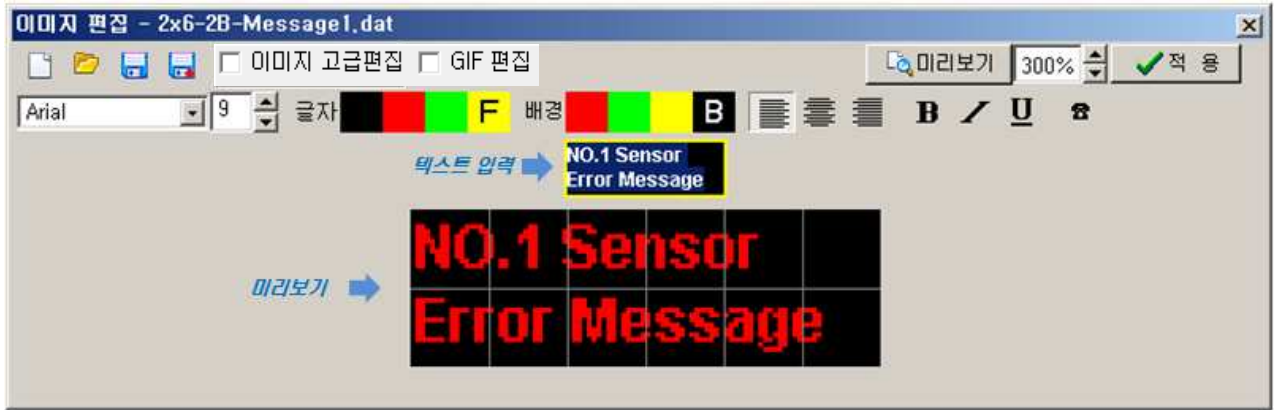 이미지 편집 - 2x6-2B-Message1.dat
이미지 고급편집 GIF 편집 미리보기 300% 적 용
Arial 9 글자 F 배경 B B I U
텍스트 입력 NO.1 Sensor
Error Message
NO.1 Sensor
미리보기
Error Message